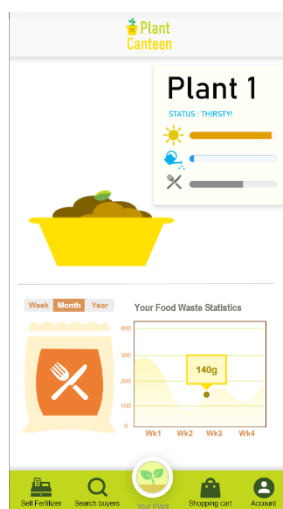 Plant
Canteen
Plant 1
STATUS : THIRSTY!
Week Month Year
Your Food Waste Statistics
400
300
200
100
0
140g
Wk1 Wk2 Wk3 Wk4
Sell Fertilizer Search buyers Your Plant Shopping cart Account